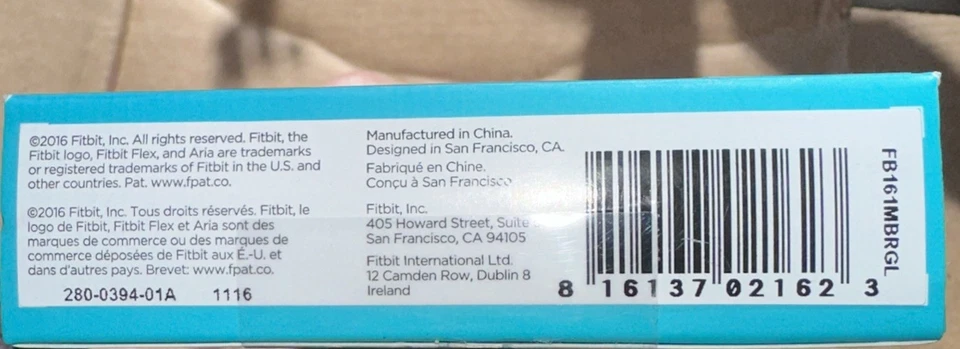 ©2016 Fitbit, Inc. All rights reserved. Fitbit, the
Fitbit logo, Fitbit Flex, and Aria are trademarks
or registered trademarks of Fitbit in the U.S. and
other countries. Pat. www.fpat.co.
©2016 Fitbit, Inc. Tous droits réservés. Fitbit, le
logo de Fitbit, Fitbit Flex et Aria sont des
marques de commerce ou des marques de
commerce déposées de Fitbit aux É.-U. et
dans d'autres pays. Brevet: www.fpat.co.
280-0394-01A 1116
Manufactured in China.
Designed in San Francisco, CA.
Fabriqué en Chine.
Conçu à San Francisco
Fitbit, Inc.
405 Howard Street, Suite
San Francisco, CA 94105
Fitbit International Ltd.
12 Camden Row, Dublin 8
Ireland
8 16137 02162 3
FB161MBRGL